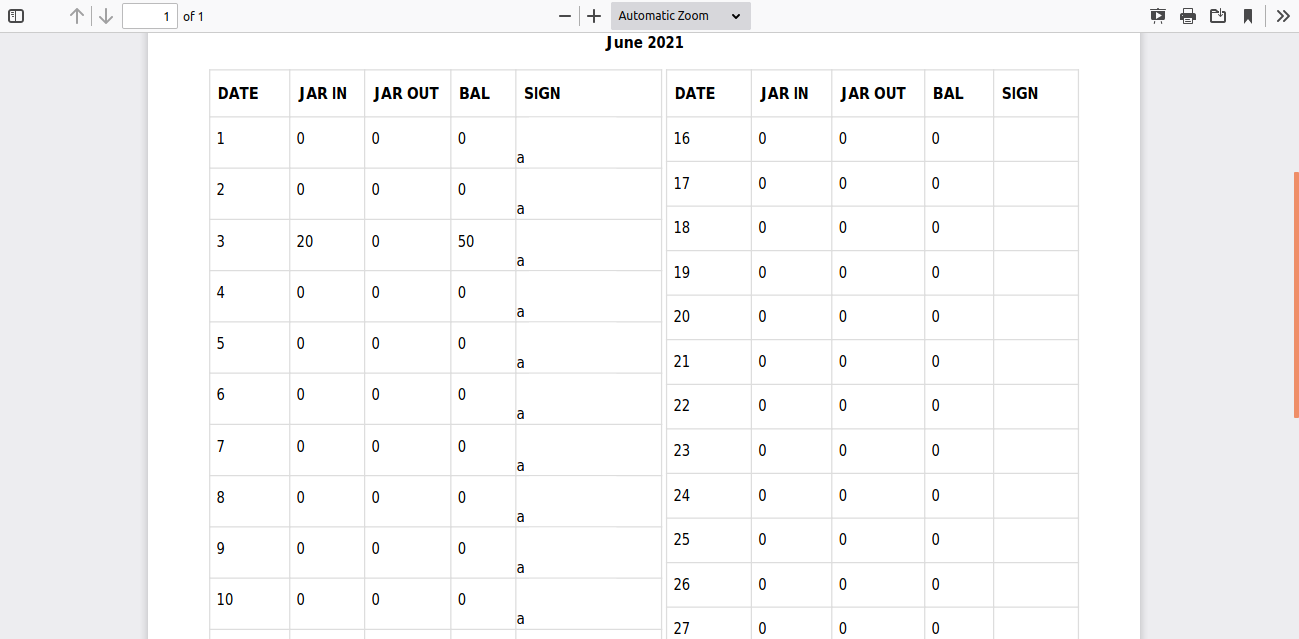 1 of 1 Automatic Zoom
June 2021
DATE JAR IN JAR OUT BAL SIGN DATE JAR IN JAR OUT BAL SIGN
1 0 0 0 a 16 0 0 0
2 0 0 0 a 17 0 0 0
3 20 0 50 a 18 0 0 0
4 0 0 0 a 19 0 0 0
5 0 0 0 a 20 0 0 0
6 0 0 0 a 21 0 0 0
7 0 0 0 a 22 0 0 0
8 0 0 0 a 23 0 0 0
9 0 0 0 a 24 0 0 0
10 0 0 0 a 25 0 0 0
26 0 0 0
27 0 0 0